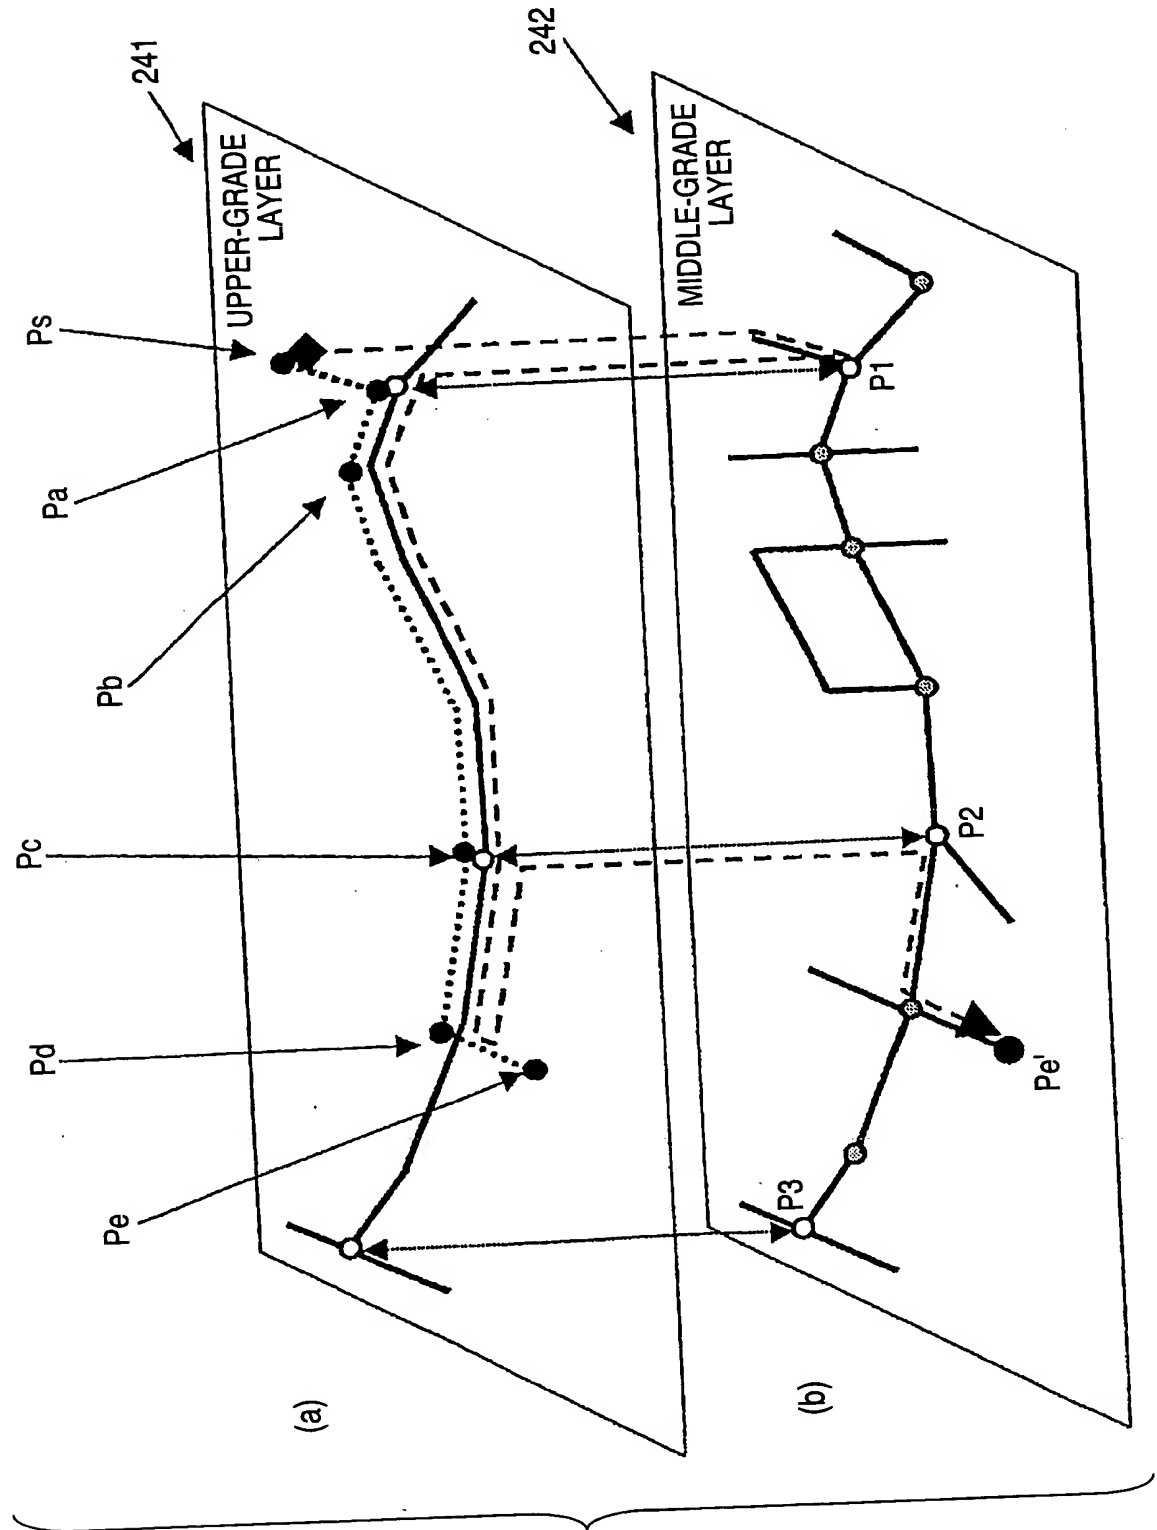 (a)
241
UPPER-GRADE
LAYER
Pe
Pd
Pc
Pb
Pa
Ps
(b)
242
MIDDLE-GRADE
LAYER
P3
Pe'
P2
P1